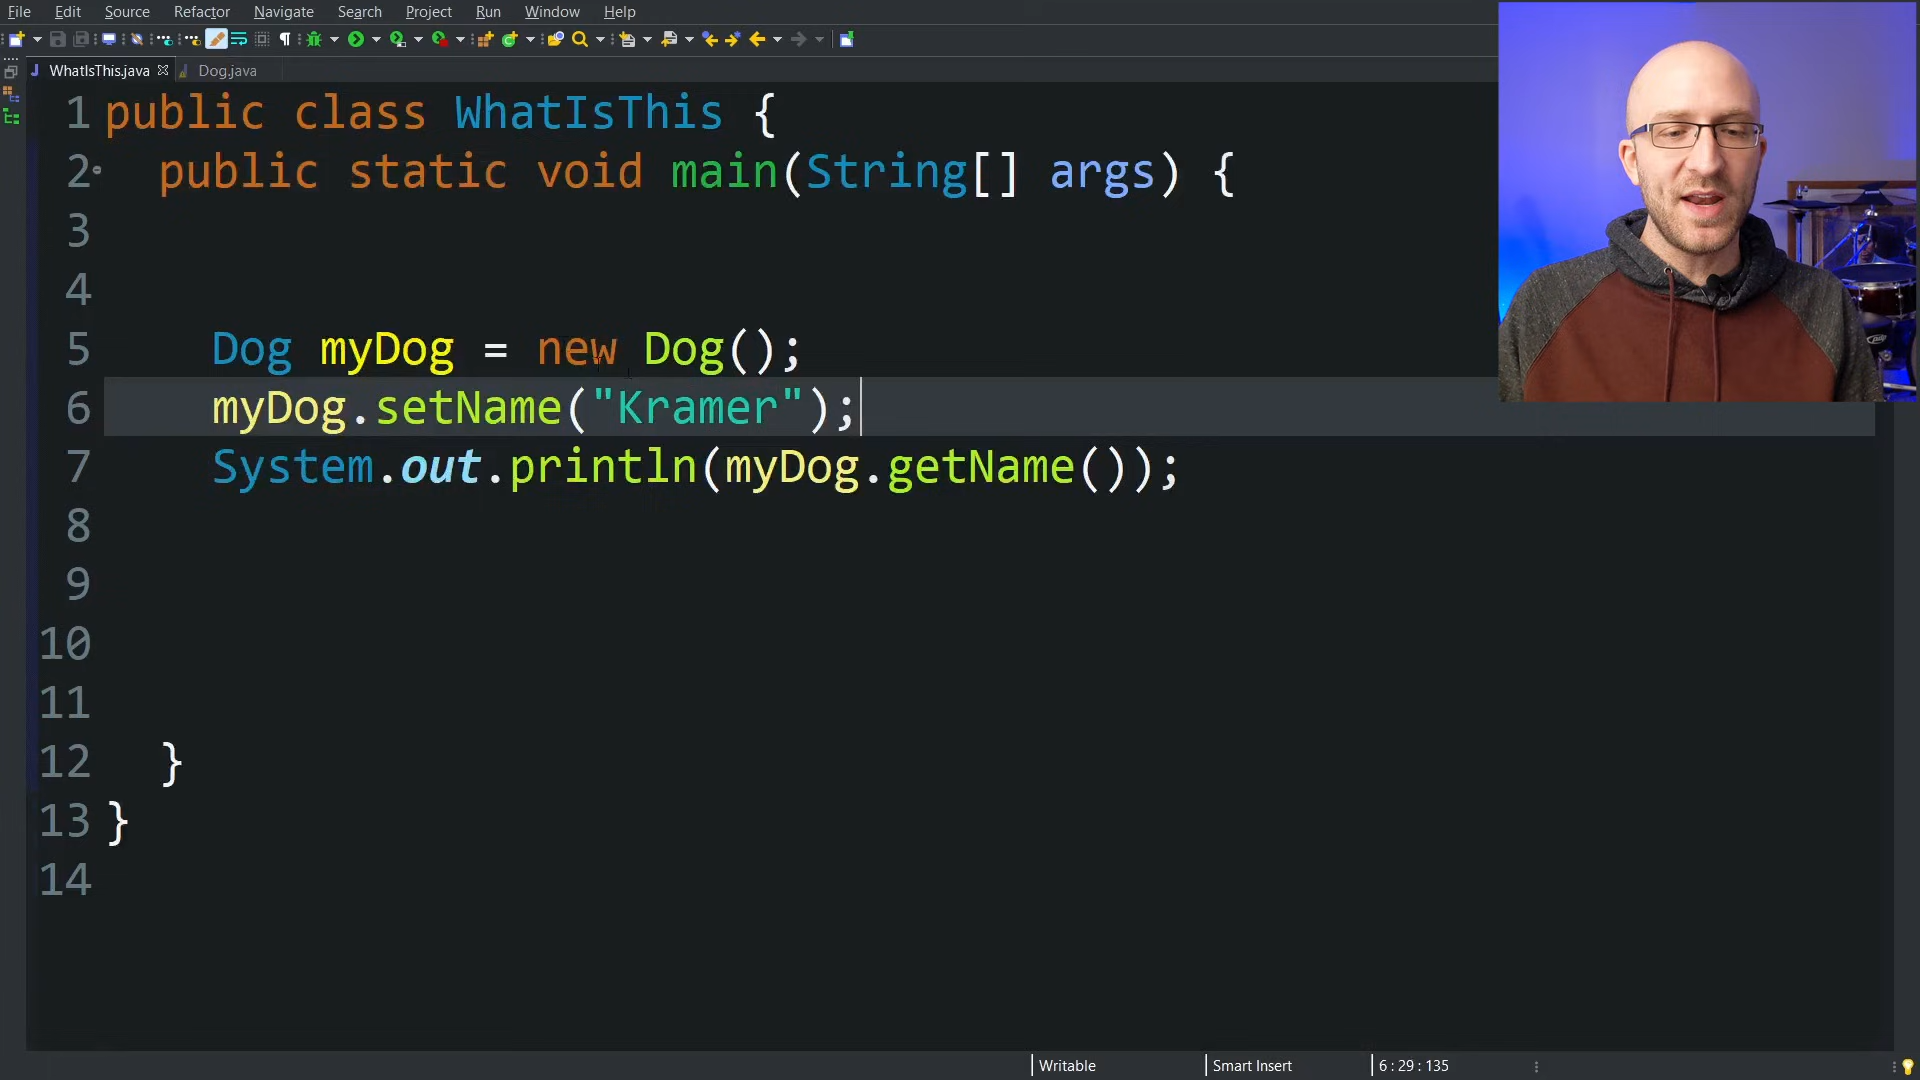 File Edit Source Refactor Navigate Search Project Run Window Help
WhatIsThis.java Dog.java
1 public class WhatIsThis {
2 public static void main(String[] args) {
3
4
5 Dog myDog = new Dog();
6 myDog.setName("Kramer");
7 System.out.println(myDog.getName());
8
9
10
11
12 }
13 }
14
Writable Smart Insert 6 : 29 : 135